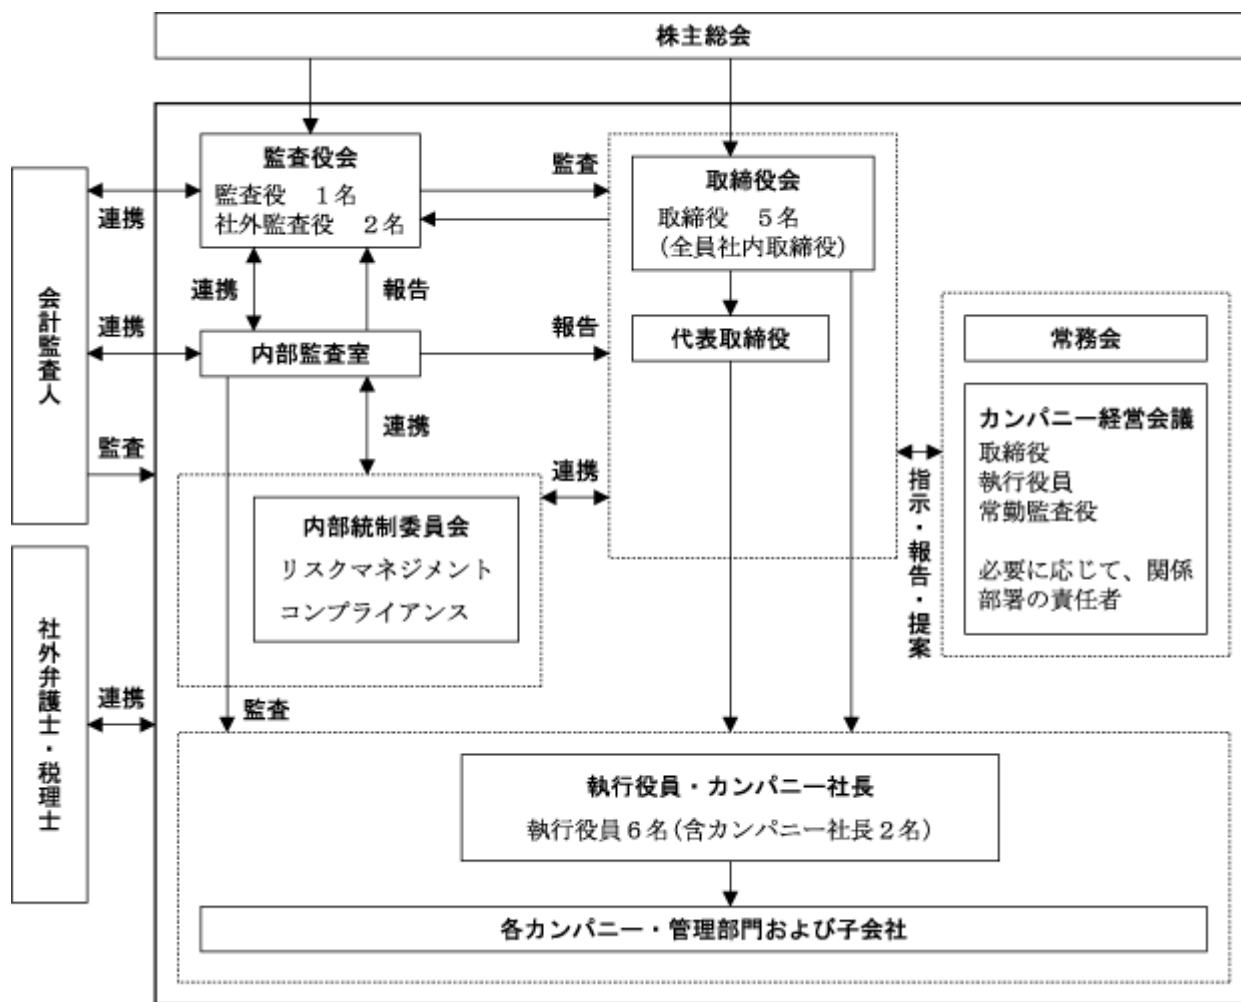 株主総会
監査役会
監査役　１名
社外監査役　２名
監査
取締役会
取締役　５名
(全員社内取締役)
連携
連携
報告
会計監査人
連携
内部監査室
報告
代表取締役
常務会
カンパニー経営会議
取締役
執行役員
常勤監査役
必要に応じて、関係
部署の責任者
監査
連携
連携
指示・報告・提案
内部統制委員会
リスクマネジメント
コンプライアンス
社外弁護士・税理士
連携
監査
執行役員・カンパニー社長
執行役員６名(含カンパニー社長２名)
各カンパニー・管理部門および子会社